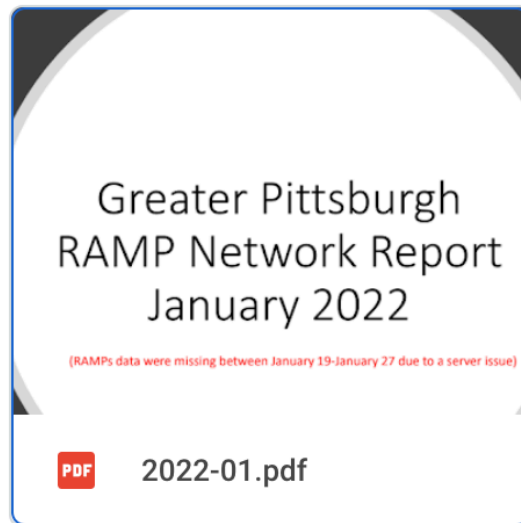 Greater Pittsburgh
RAMP Network Report
January 2022
(RAMPs data were missing between January 19-January 27 due to a server issue)
PDF
2022-01.pdf